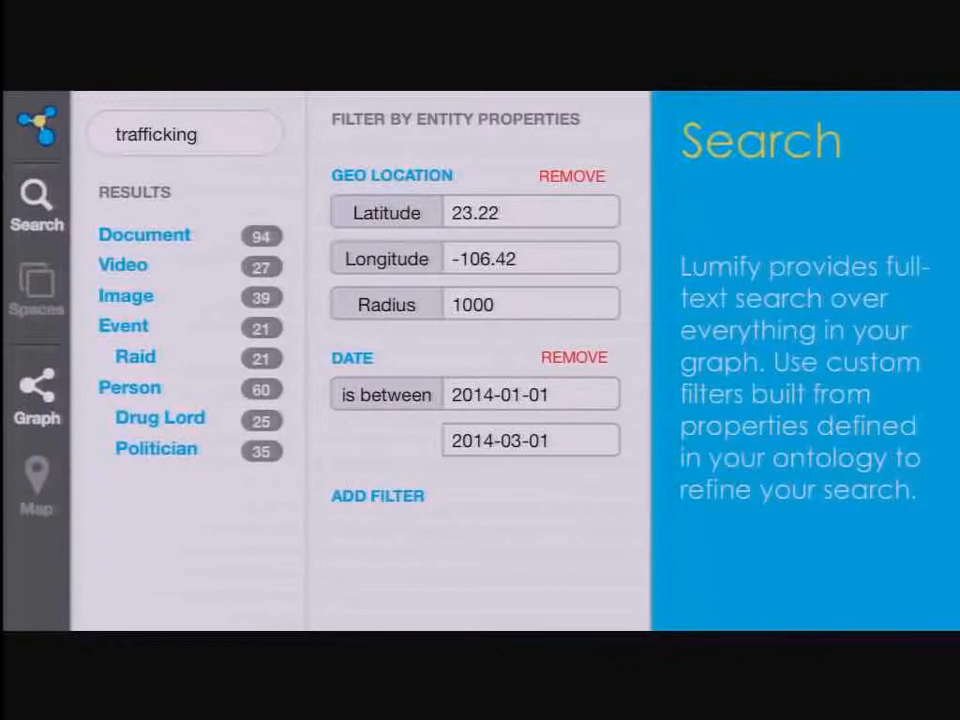 Search
Spaces
Graph
Map
trafficking
RESULTS
Document 94
Video 27
Image 39
Event 21
Raid 21
Person 60
Drug Lord 25
Politician 35
FILTER BY ENTITY PROPERTIES
GEO LOCATION REMOVE
Latitude 23.22
Longitude -106.42
Radius 1000
DATE REMOVE
is between 2014-01-01
2014-03-01
ADD FILTER
Search
Lumify provides full-
text search over
everything in your
graph. Use custom
filters built from
properties defined
in your ontology to
refine your search.